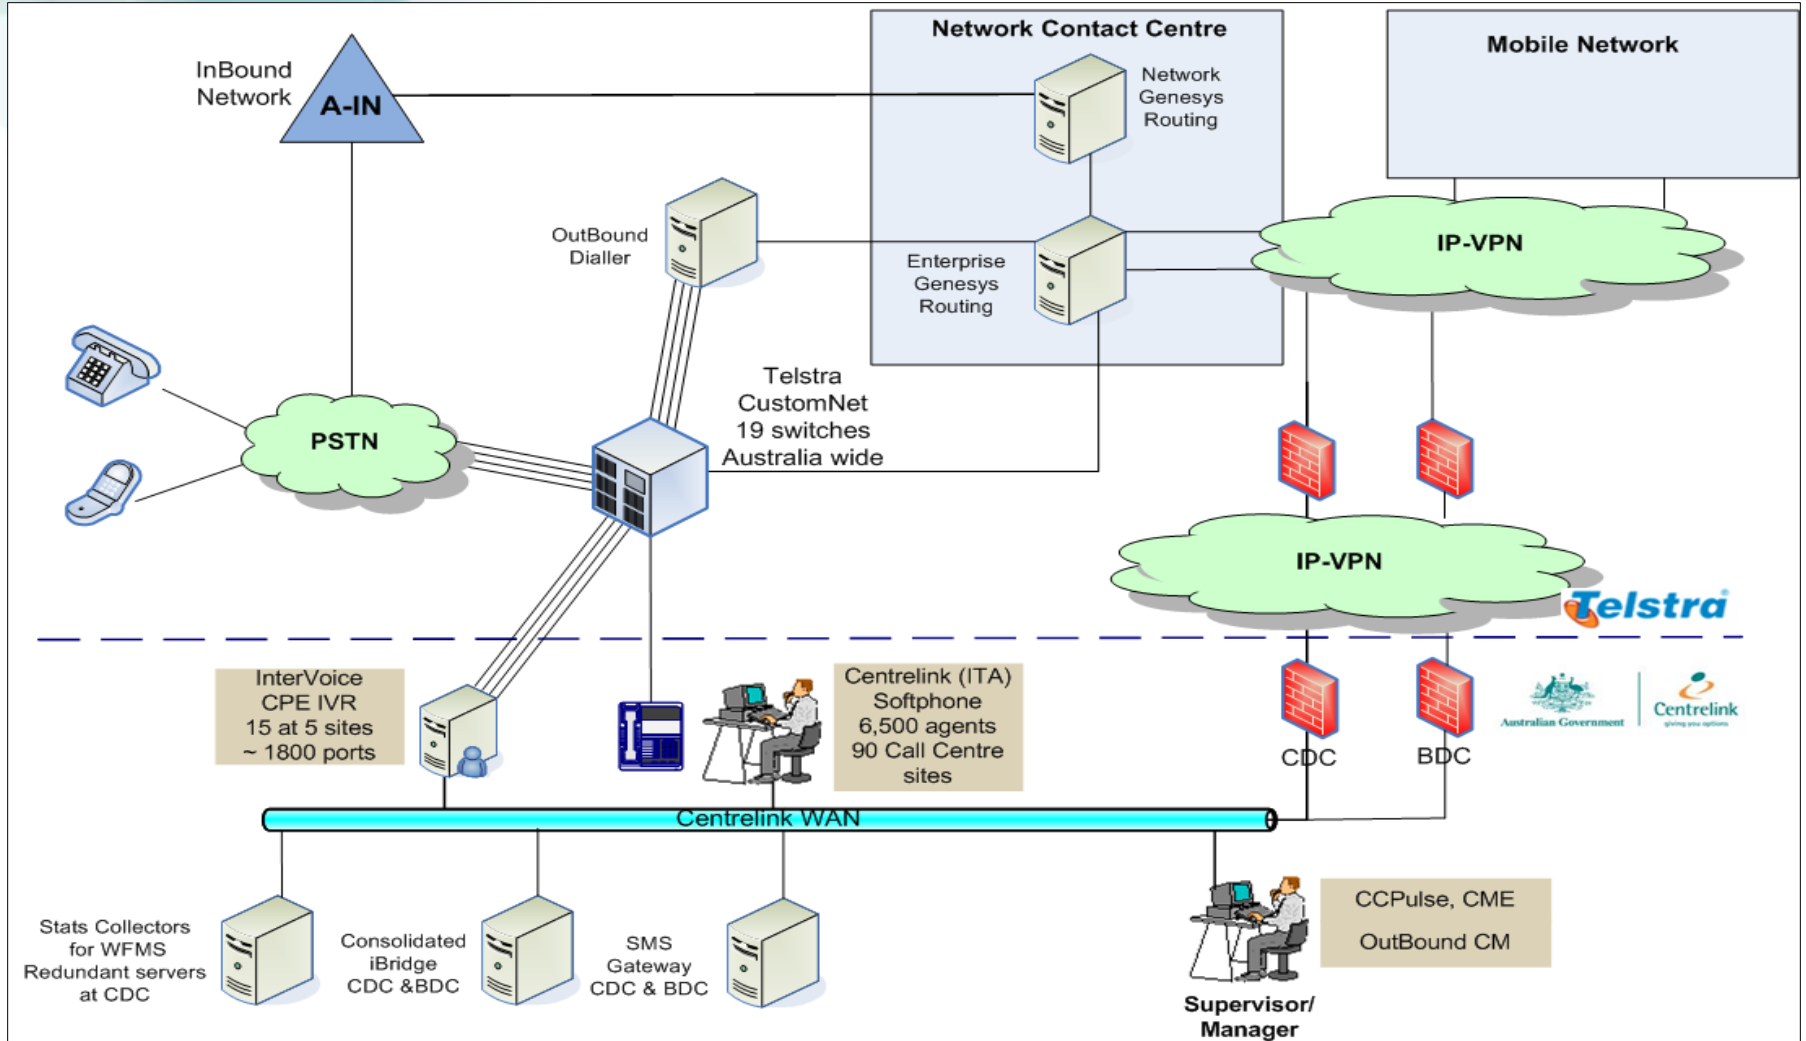 Network Contact Centre
Mobile Network
InBound
Network
A-IN
Network
Genesys
Routing
OutBound
Dialler
Enterprise
Genesys
Routing
IP-VPN
Telstra
CustomNet
19 switches
Australia wide
PSTN
IP-VPN
Telstra
InterVoice
CPE IVR
15 at 5 sites
~ 1800 ports
Centrelink (ITA)
Softphone
6,500 agents
90 Call Centre
sites
CDC
BDC
Australian Government
Centrelink
giving you options
Centrelink WAN
Stats Collectors
for WFMS
Redundant servers
at CDC
Consolidated
iBridge
CDC &BDC
SMS
Gateway
CDC & BDC
CCPulse, CME
OutBound CM
Supervisor/
Manager